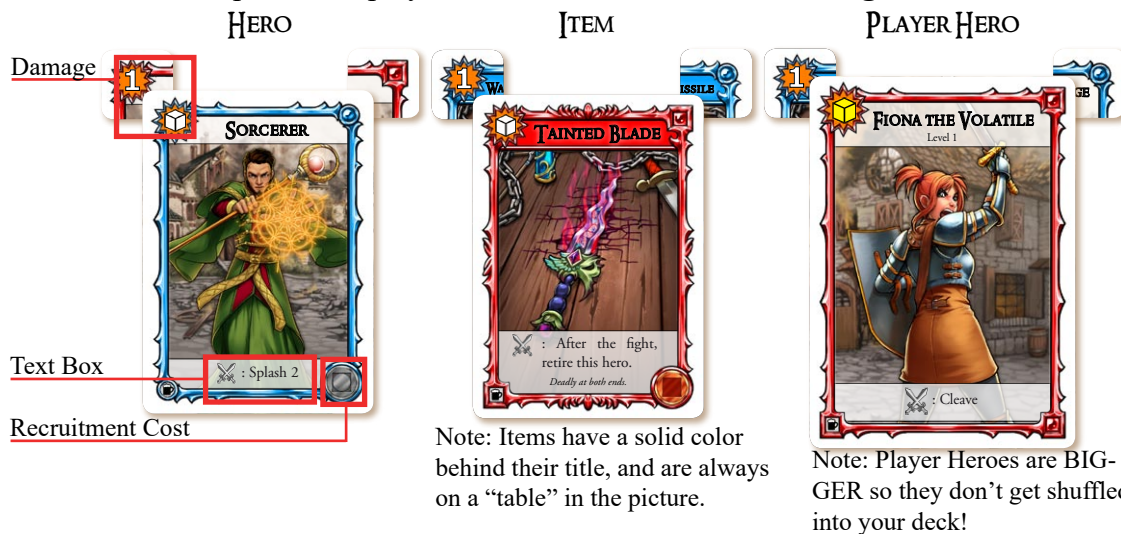 HERO
ITEM
PLAYER HERO
Damage
1
SORCERER
: Splash 2
Text Box
Recruitment Cost
1
WA
ISSILE
TAINTED BLADE
: After the fight,
retire this hero.
Deadly at both ends.
Note: Items have a solid color
behind their title, and are always
on a “table” in the picture.
1
GE
FIONA THE VOLATILE
Level 1
: Cleave
Note: Player Heroes are BIG-
GER so they don’t get shuffled
into your deck!